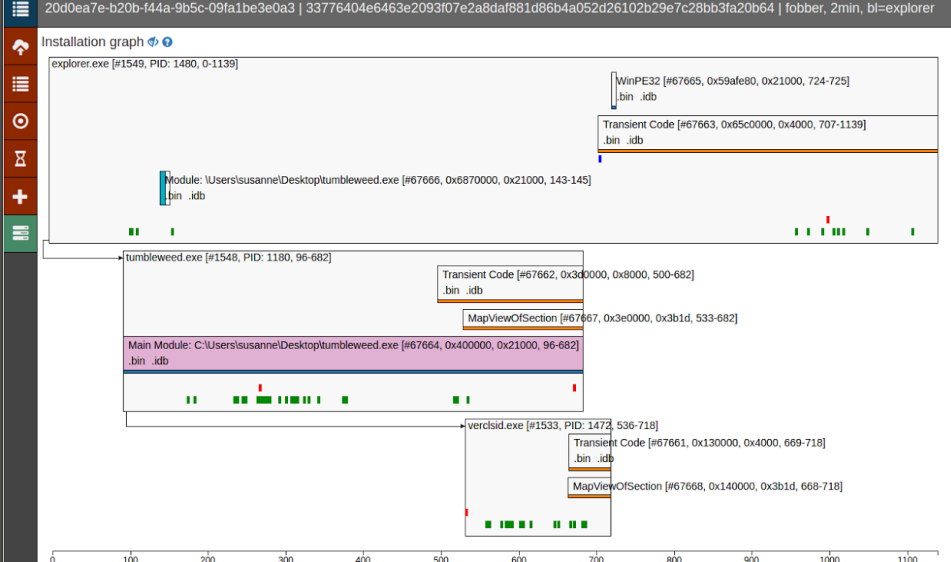 20d0ea7e-b20b-f44a-9b5c-09fa1be3e0a3 | 33776404e6463e2093f07e2a8daf881d86b4a052d26102b29e7c28bb3fa20b64 | fobber, 2min, bl=explorer
Installation graph
explorer.exe [#1549, PID: 1480, 0-1139]
WinPE32 [#67665, 0x59afe80, 0x21000, 724-725]
.bin .idb
Transient Code [#67663, 0x65c0000, 0x4000, 707-1139]
.bin .idb
Module: \Users\susanne\Desktop\tumbleweed.exe [#67666, 0x6870000, 0x21000, 143-145]
.bin .idb
tumbleweed.exe [#1548, PID: 1180, 96-682]
Transient Code [#67662, 0x3d0000, 0x8000, 500-682]
.bin .idb
MapViewOfSection [#67667, 0x3e0000, 0x3b1d, 533-682]
Main Module: C:\Users\susanne\Desktop\tumbleweed.exe [#67664, 0x400000, 0x21000, 96-682]
.bin .idb
verclsid.exe [#1533, PID: 1472, 536-718]
Transient Code [#67661, 0x130000, 0x4000, 669-718]
.bin .idb
MapViewOfSection [#67668, 0x140000, 0x3b1d, 668-718]
0 100 200 300 400 500 600 700 800 900 1000 1100